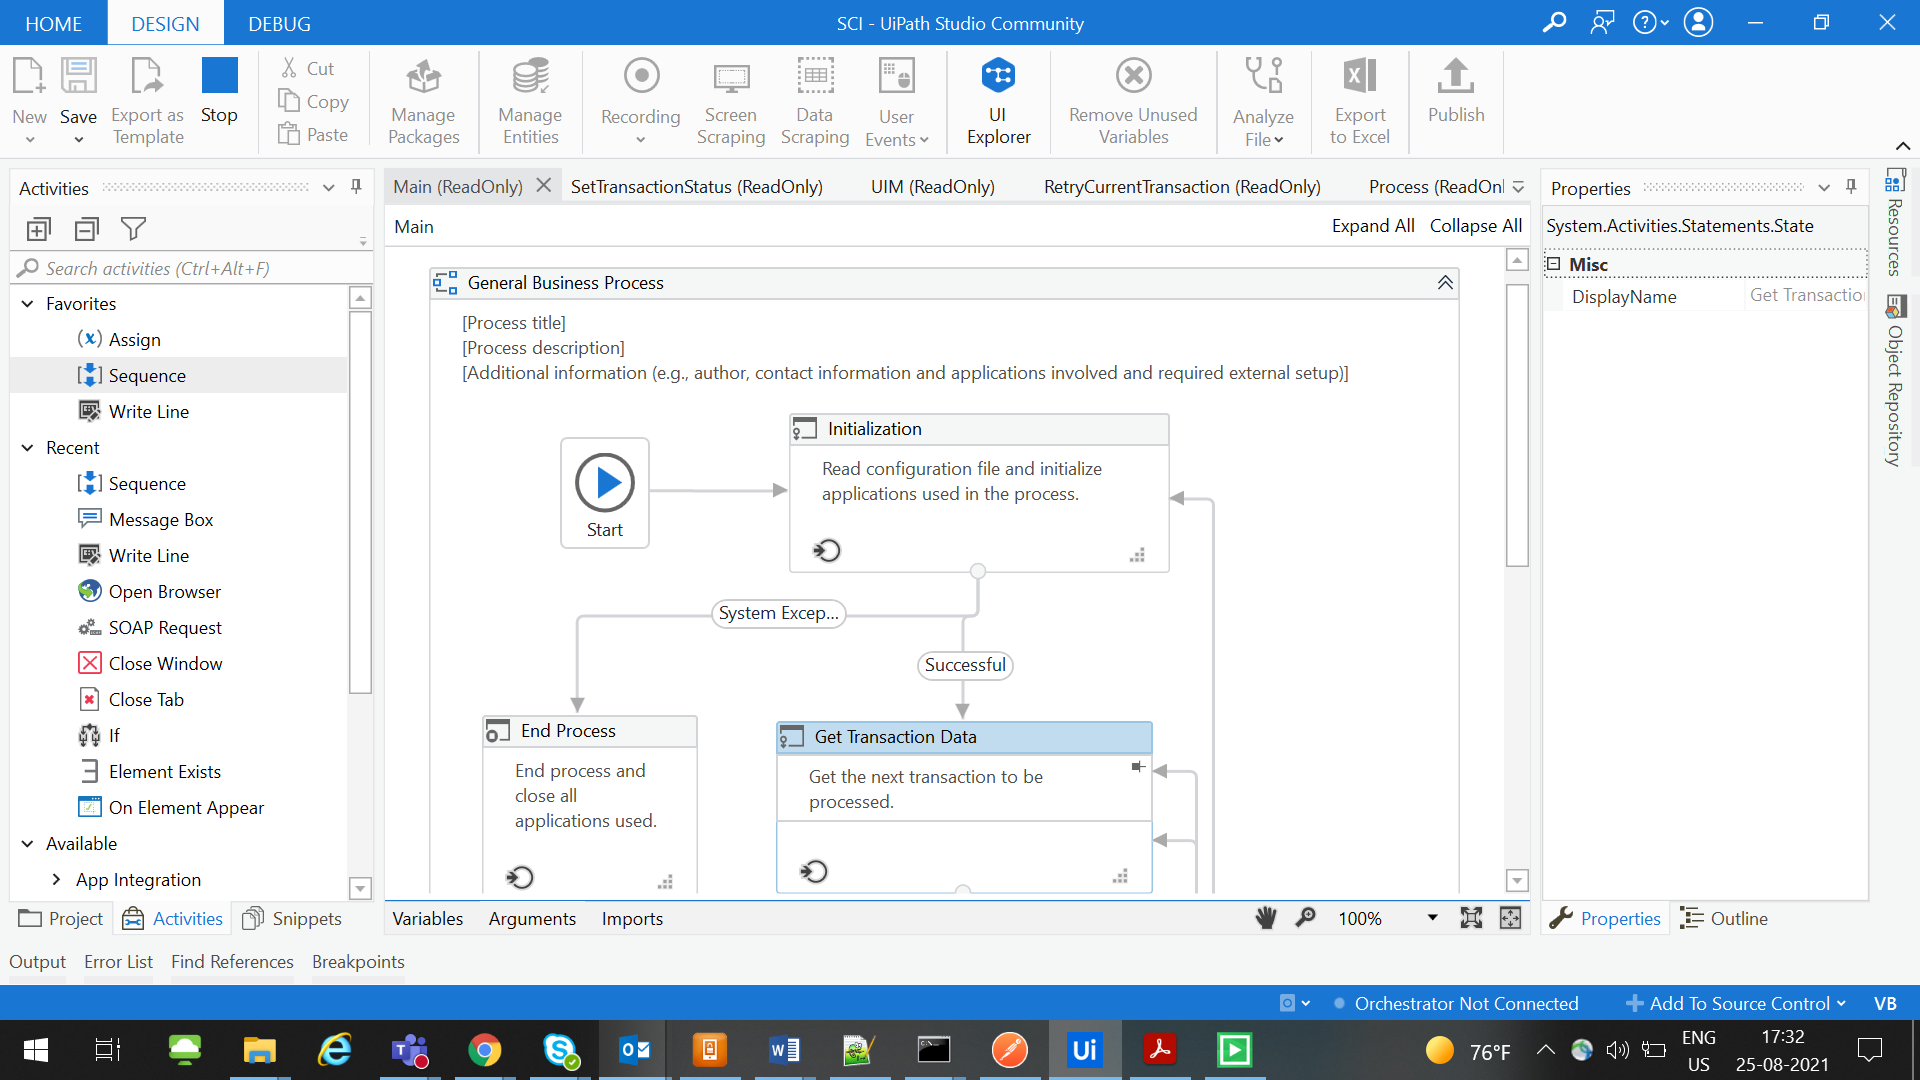 HOME
DESIGN
DEBUG
SCI - UiPath Studio Community
New
Save
Export as
Template
Stop
Cut
Copy
Paste
Manage
Packages
Manage
Entities
Recording
Screen
Scraping
Data
Scraping
User
Events
UI
Explorer
Remove Unused
Variables
Analyze
File
Export
to Excel
Publish
Activities
Search activities (Ctrl+Alt+F)
Favorites
Assign
Sequence
Write Line
Recent
Sequence
Message Box
Write Line
Open Browser
SOAP Request
Close Window
Close Tab
If
Element Exists
On Element Appear
Available
App Integration
Project
Activities
Snippets
Main (ReadOnly)
SetTransactionStatus (ReadOnly)
UIM (ReadOnly)
RetryCurrentTransaction (ReadOnly)
Process (ReadOnl
Main
Expand All
Collapse All
General Business Process
[Process title]
[Process description]
[Additional information (e.g., author, contact information and applications involved and required external setup)]
Start
Initialization
Read configuration file and initialize
applications used in the process.
System Excep...
Successful
End Process
End process and
close all
applications used.
Get Transaction Data
Get the next transaction to be
processed.
Variables
Arguments
Imports
100%
Properties
System.Activities.Statements.State
Misc
DisplayName
Get Transactio
Properties
Outline
Resources
Object Repository
Output
Error List
Find References
Breakpoints
Orchestrator Not Connected
Add To Source Control
VB
Ui
76°F
ENG
US
17:32
25-08-2021